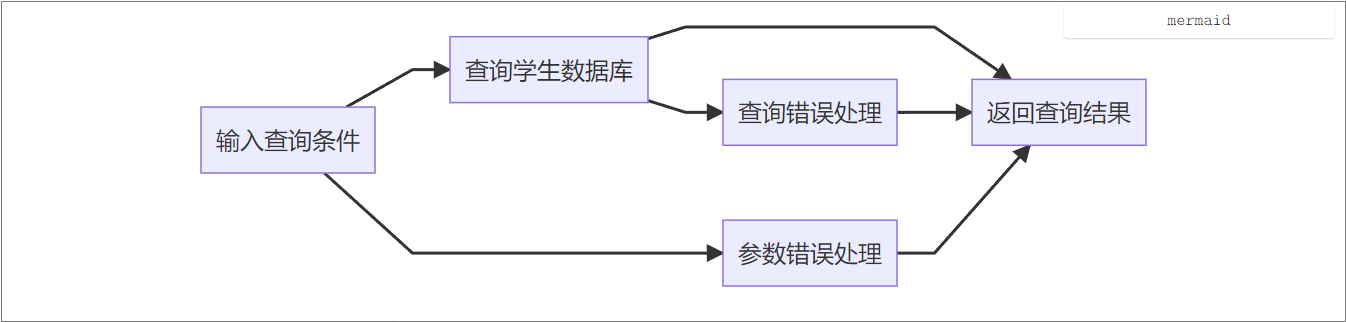 mermaid
查询学生数据库
查询错误处理
返回查询结果
输入查询条件
参数错误处理